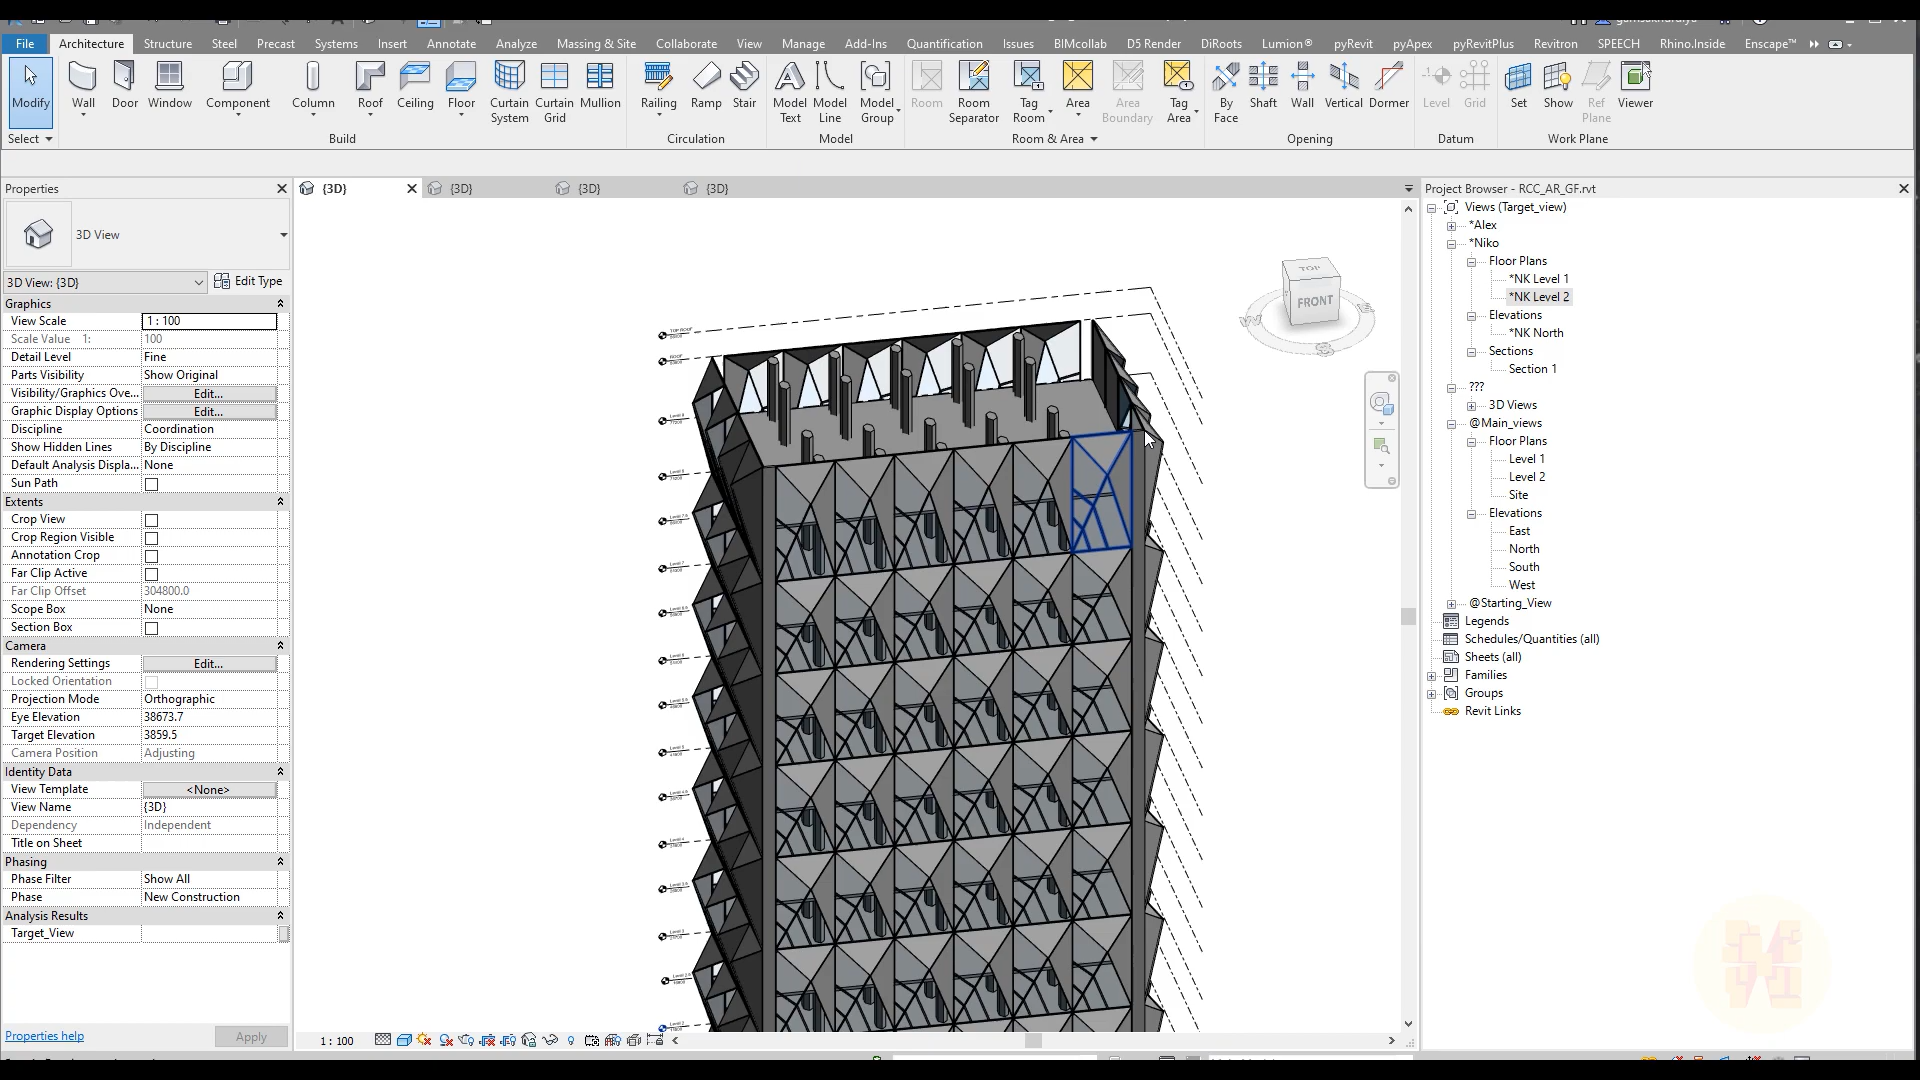 File Architecture Structure Steel Precast Systems Insert Annotate Analyze Massing & Site Collaborate View Manage Add-Ins Quantification Issues BIMcollab D5 Render DiRoots Lumion® pyRevit pyApex pyRevitPlus Revitron SPEECH Rhino.Inside Enscape™
Modify Wall Door Window Component Column Roof Ceiling Floor Curtain System Curtain Grid Mullion Railing Ramp Stair Model Text Model Line Model Group Room Room Separator Tag Room Area Area Boundary Tag Area By Face Shaft Wall Vertical Dormer Level Grid Set Show Ref Plane Viewer
Select Build Circulation Model Room & Area Opening Datum Work Plane
Properties
3D View
3D View: {3D} Edit Type
Graphics
View Scale 1 : 100
Scale Value 1: 100
Detail Level Fine
Parts Visibility Show Original
Visibility/Graphics Ove... Edit...
Graphic Display Options Edit...
Discipline Coordination
Show Hidden Lines By Discipline
Default Analysis Displa... None
Sun Path
Extents
Crop View
Crop Region Visible
Annotation Crop
Far Clip Active
Far Clip Offset 304800.0
Scope Box None
Section Box
Camera
Rendering Settings Edit...
Locked Orientation
Projection Mode Orthographic
Eye Elevation 38673.7
Target Elevation 3859.5
Camera Position Adjusting
Identity Data
View Template <None>
View Name {3D}
Dependency Independent
Title on Sheet
Phasing
Phase Filter Show All
Phase New Construction
Analysis Results
Target_View
Properties help Apply
{3D} {3D} {3D} {3D}
TOP
FRONT
W
S
E
TOP ROOF
ROOF
1 : 100
Project Browser - RCC_AR_GF.rvt
Views (Target_view)
*Alex
*Niko
Floor Plans
*NK Level 1
*NK Level 2
Elevations
*NK North
Sections
Section 1
???
3D Views
@Main_views
Floor Plans
Level 1
Level 2
Site
Elevations
East
North
South
West
@Starting_View
Legends
Schedules/Quantities (all)
Sheets (all)
Families
Groups
Revit Links